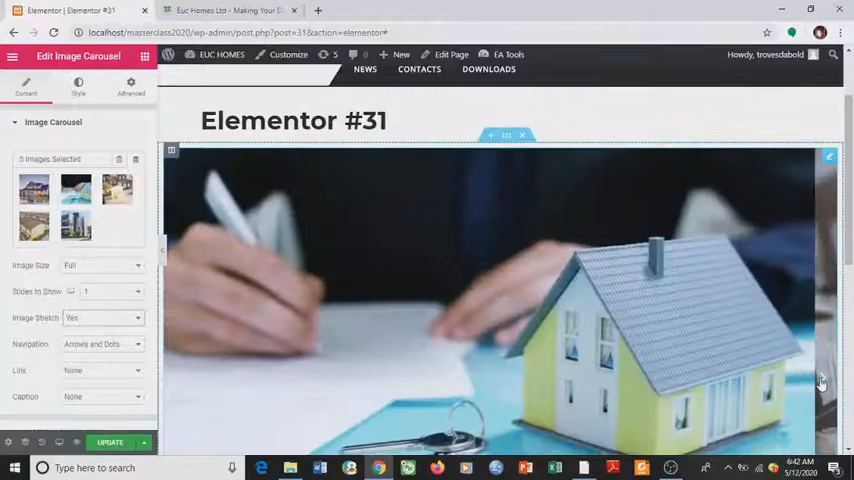 Elementor | Elementor #31
Euc Homes Ltd - Making Your D
localhost/masterclass2020/wp-admin/post.php?post=31&action=elementor#
Edit Image Carousel
EUC HOMES
Customize
5
0
New
Edit Page
EA Tools
Howdy, trovesdabold
NEWS
CONTACTS
DOWNLOADS
Content
Style
Advanced
Image Carousel
5 Images Selected
Image Size
Full
Slides to Show
1
Image Stretch
Yes
Navigation
Arrows and Dots
Link
None
Caption
None
UPDATE
Elementor #31
Type here to search
6:42 AM
5/12/2020
3